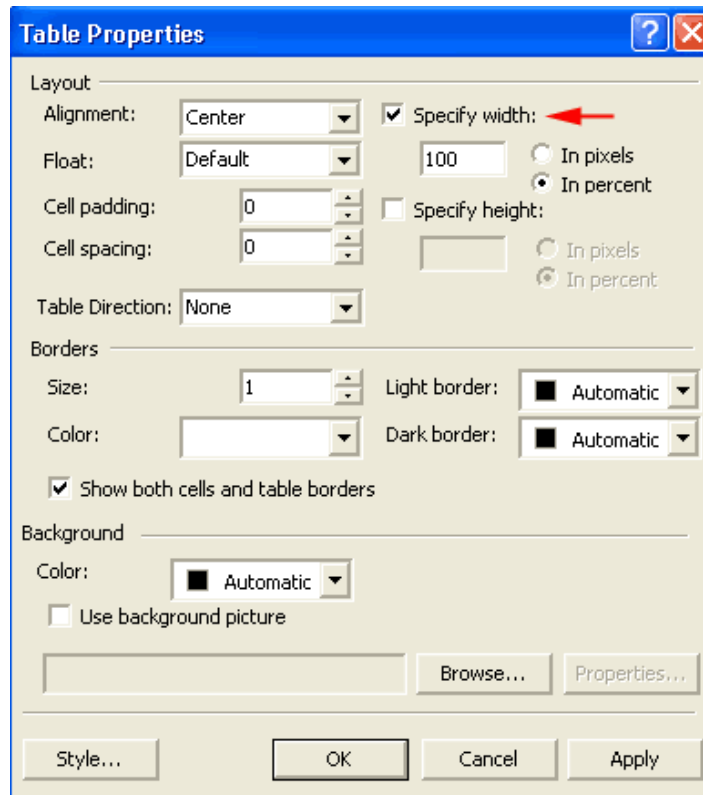 Table Properties
Layout
Alignment: Center Specify width:
Float: Default 100 In pixels
In percent
Cell padding: 0 Specify height:
Cell spacing: 0 In pixels
In percent
Table Direction: None
Borders
Size: 1 Light border: Automatic
Color: Dark border: Automatic
Show both cells and table borders
Background
Color: Automatic
Use background picture
Browse... Properties...
Style... OK Cancel Apply